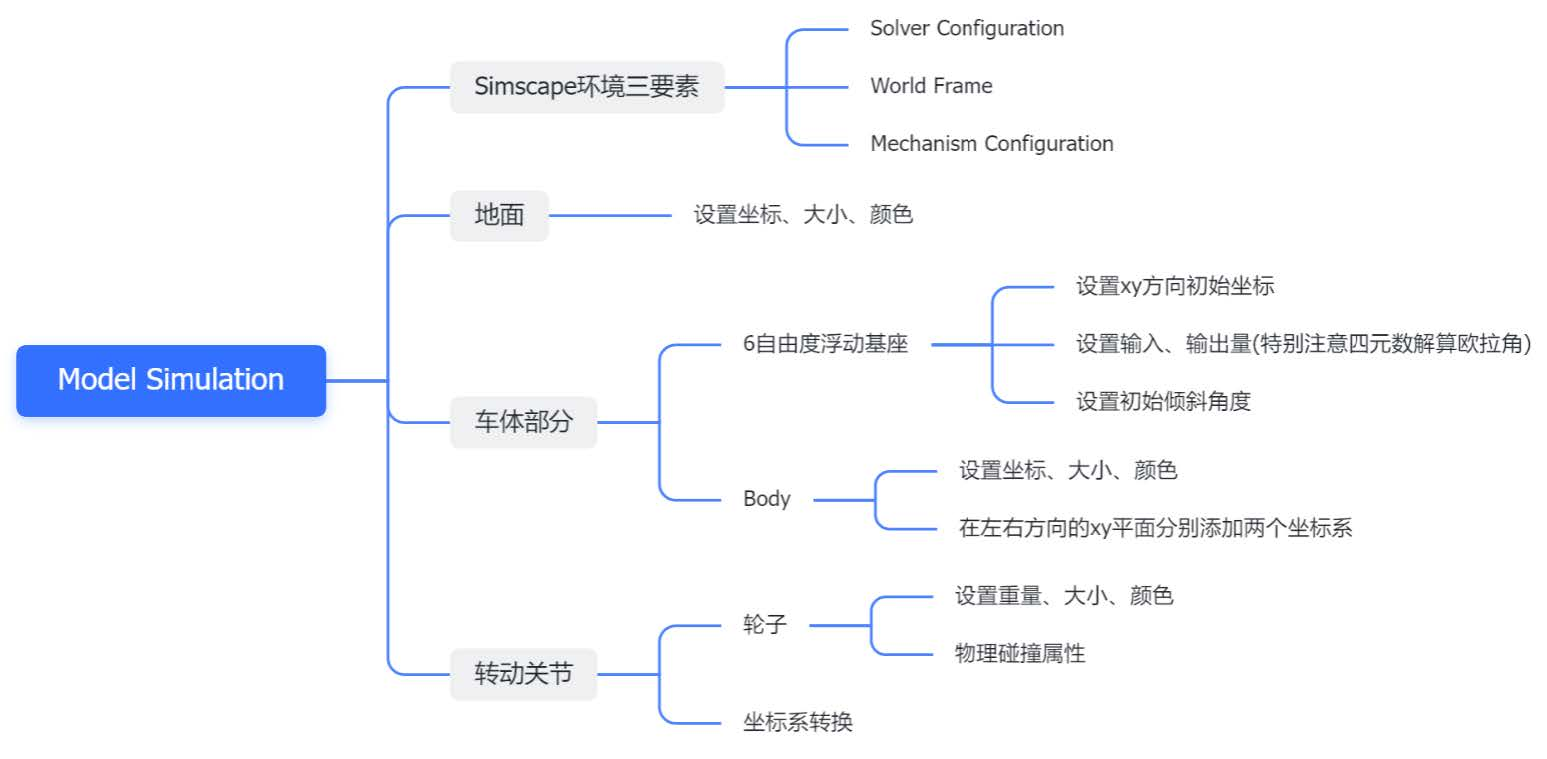 Model Simulation
Simscape环境三要素
Solver Configuration
World Frame
Mechanism Configuration
地面
设置坐标、大小、颜色
车体部分
6自由度浮动基座
设置xy方向初始坐标
设置输入、输出量(特别注意四元数解算欧拉角)
设置初始倾斜角度
Body
设置坐标、大小、颜色
在左右方向的xy平面分别添加两个坐标系
转动关节
轮子
设置重量、大小、颜色
物理碰撞属性
坐标系转换